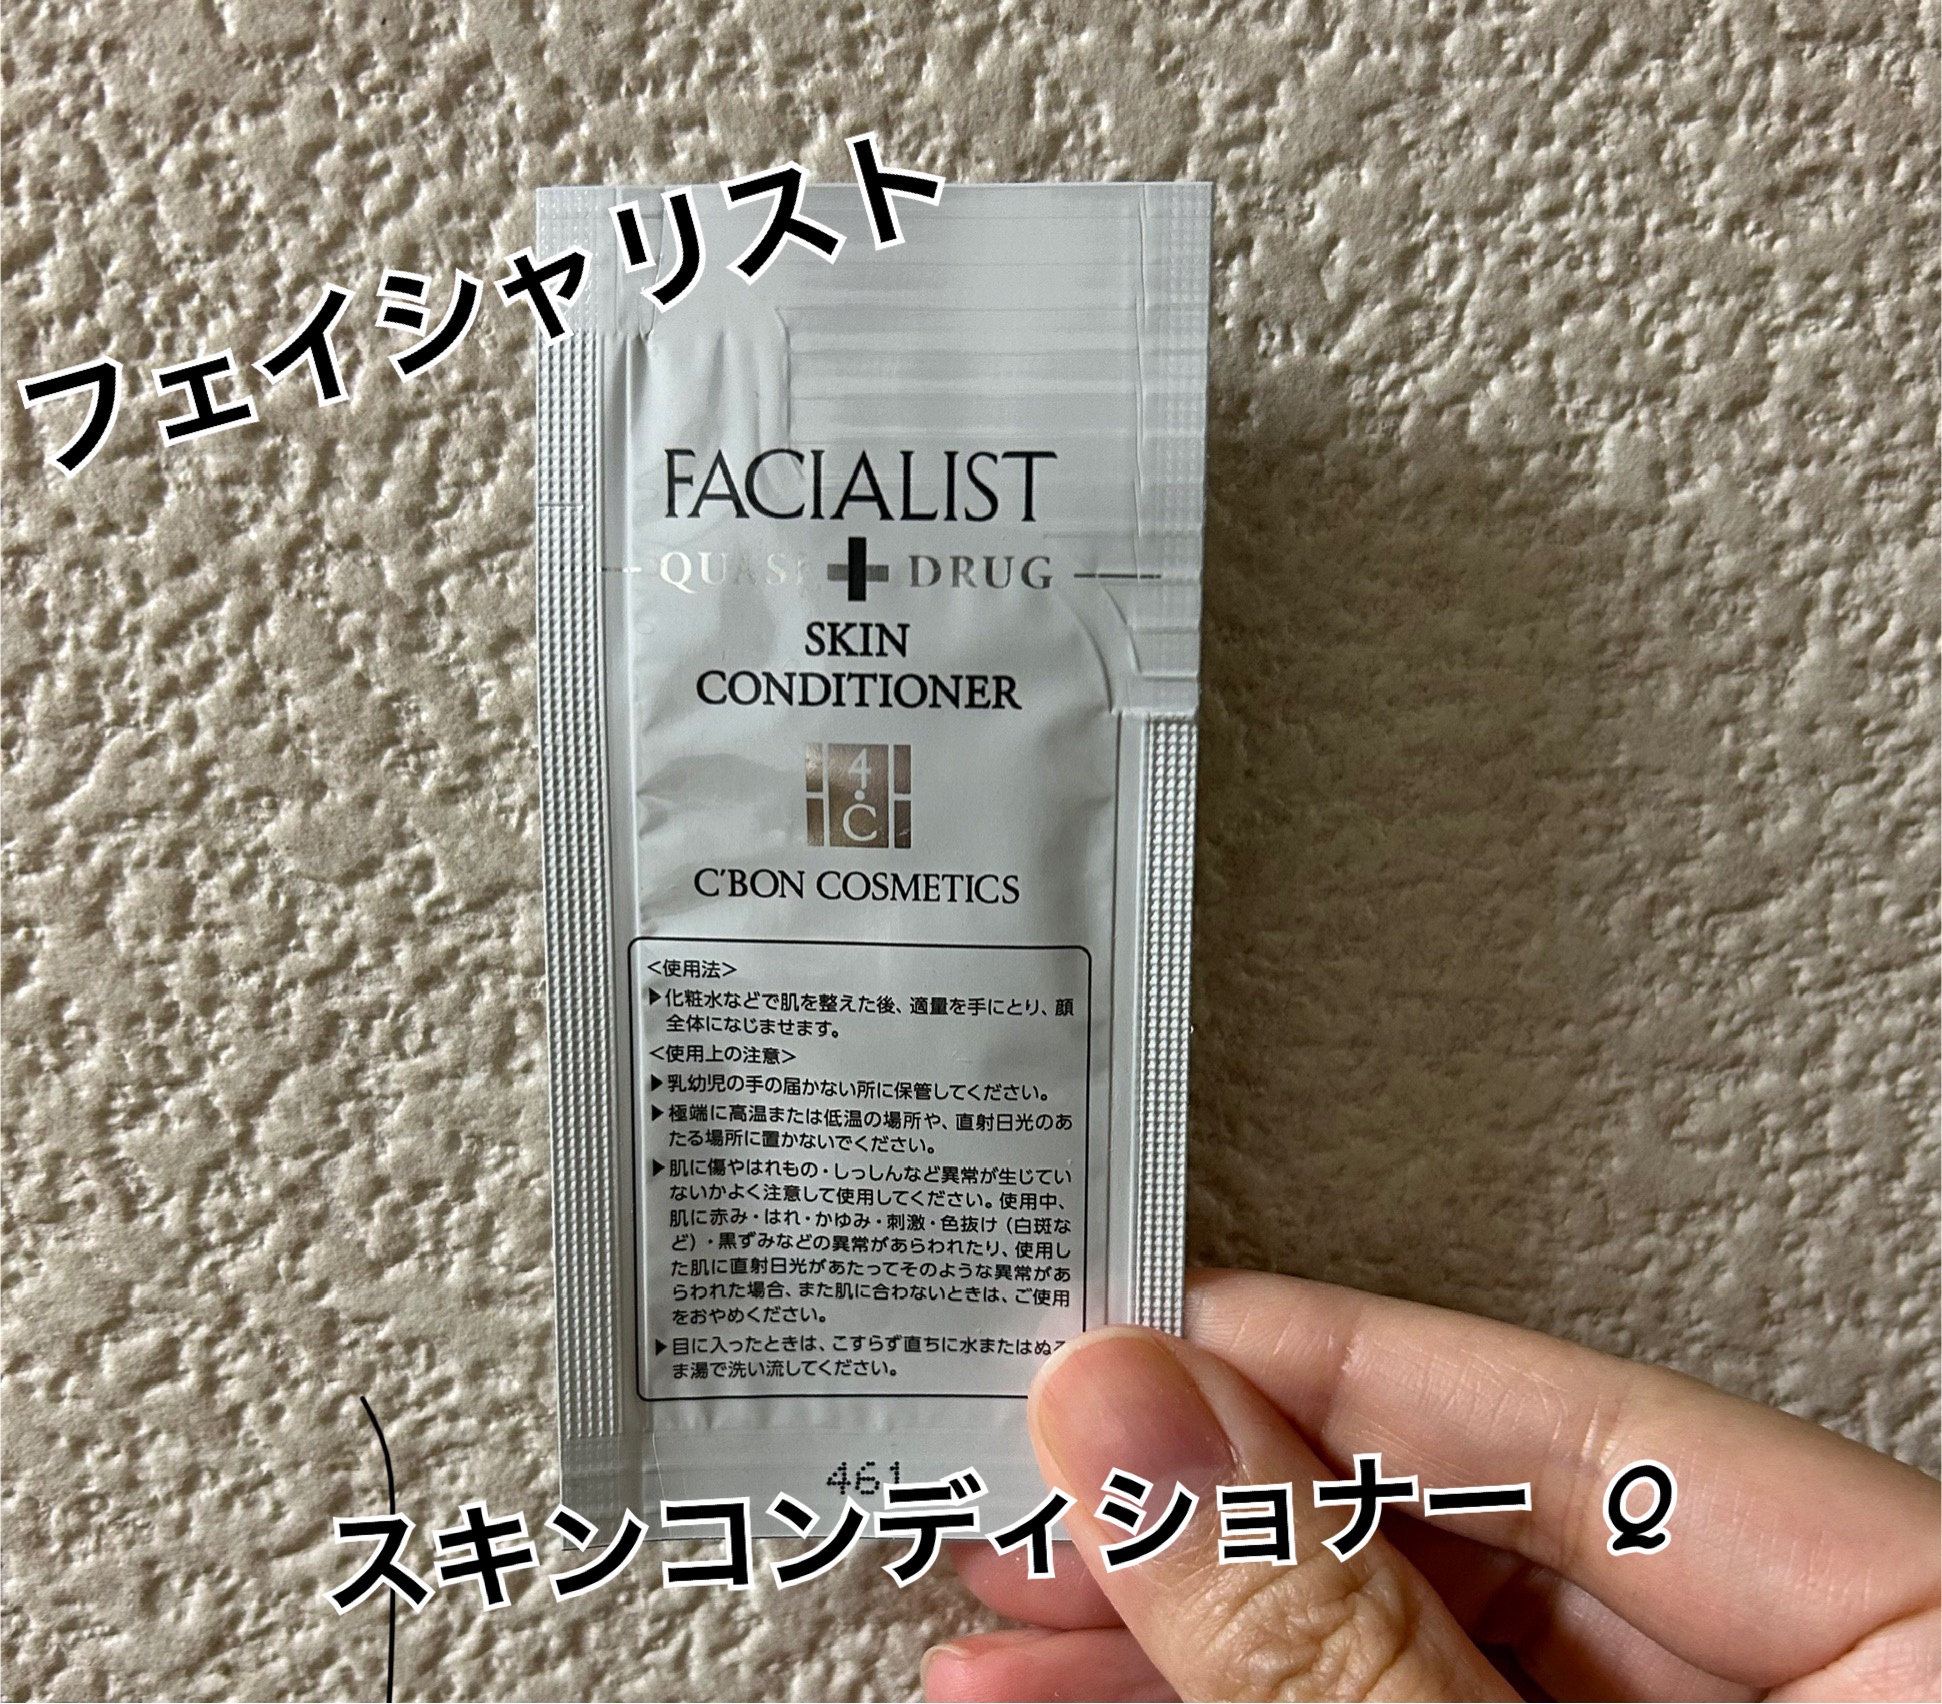 フェイシャリスト
FACIALIST
QUASI DRUG
SKIN
CONDITIONER
4.C
C'BON COSMETICS
<使用法>
▶化粧水などで肌を整えた後、適量を手にとり、顔
全体になじませます。
<使用上の注意>
▶乳幼児の手の届かない所に保管してください。
▶極端に高温または低温の場所や、直射日光のあ
たる場所に置かないでください。
▶肌に傷やはれもの・しっしんなど異常が生じてい
ないかよく注意して使用してください。使用中、
肌に赤み・はれ・かゆみ・刺激・色抜け（白斑な
ど）・黒ずみなどの異常があらわれたり、使用し
た肌に直射日光があたってそのような異常があ
らわれた場合、また肌に合わないときは、ご使用
をおやめください。
▶目に入ったときは、こすらず直ちに水またはぬる
ま湯で洗い流してください。
461
スキンコンディショナー Q